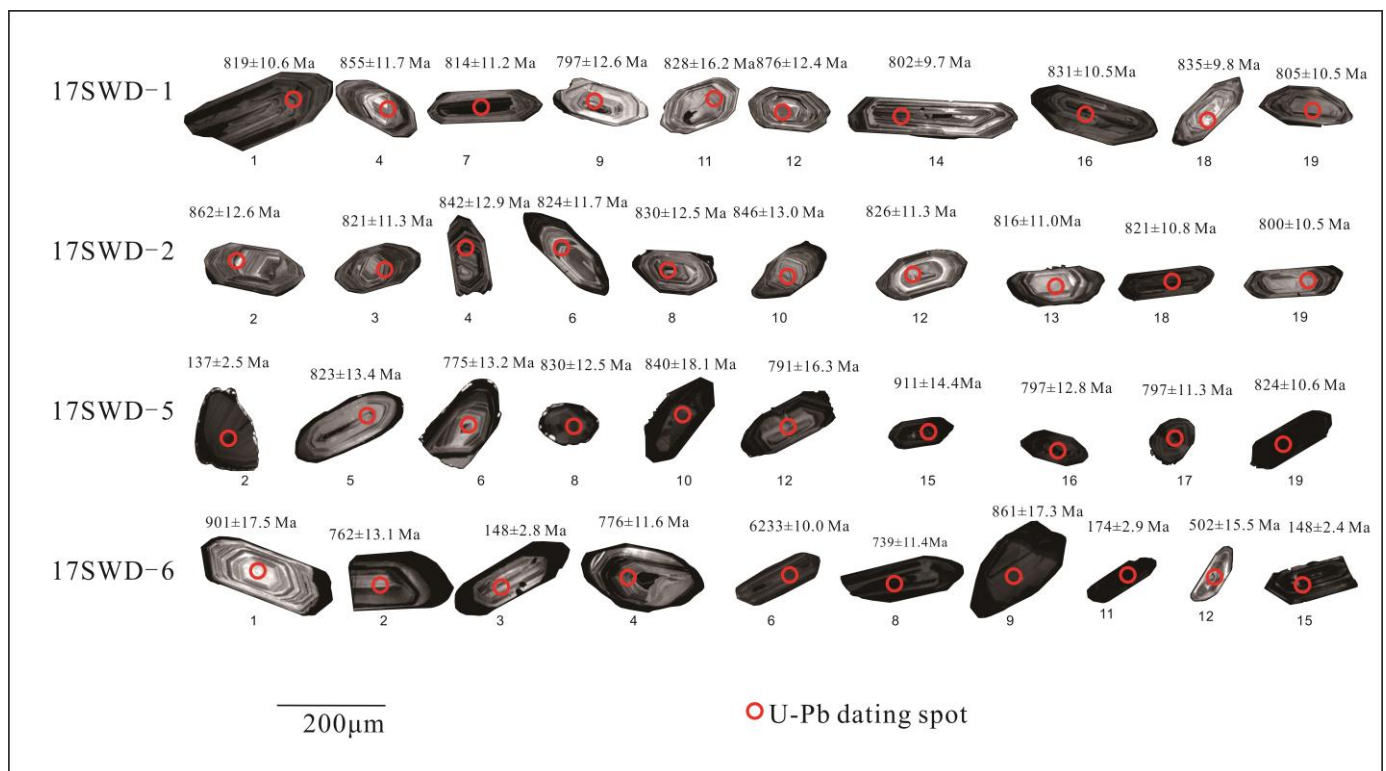 17SWD-1
819±10.6 Ma 855±11.7 Ma 814±11.2 Ma 797±12.6 Ma 828±16.2 Ma 876±12.4 Ma 802±9.7 Ma 831±10.5Ma 835±9.8 Ma 805±10.5 Ma
1 4 7 9 11 12 14 16 18 19
17SWD-2
862±12.6 Ma 821±11.3 Ma 842±12.9 Ma 824±11.7 Ma 830±12.5 Ma 846±13.0 Ma 826±11.3 Ma 816±11.0Ma 821±10.8 Ma 800±10.5 Ma
2 3 4 6 8 10 12 13 18 19
17SWD-5
137±2.5 Ma 823±13.4 Ma 775±13.2 Ma 830±12.5 Ma 840±18.1 Ma 791±16.3 Ma 911±14.4Ma 797±12.8 Ma 797±11.3 Ma 824±10.6 Ma
2 5 6 8 10 12 15 16 17 19
17SWD-6
901±17.5 Ma 762±13.1 Ma 148±2.8 Ma 776±11.6 Ma 6233±10.0 Ma 739±11.4Ma 861±17.3 Ma 174±2.9 Ma 502±15.5 Ma 148±2.4 Ma
1 2 3 4 6 8 9 11 12 15
200μm
U-Pb dating spot